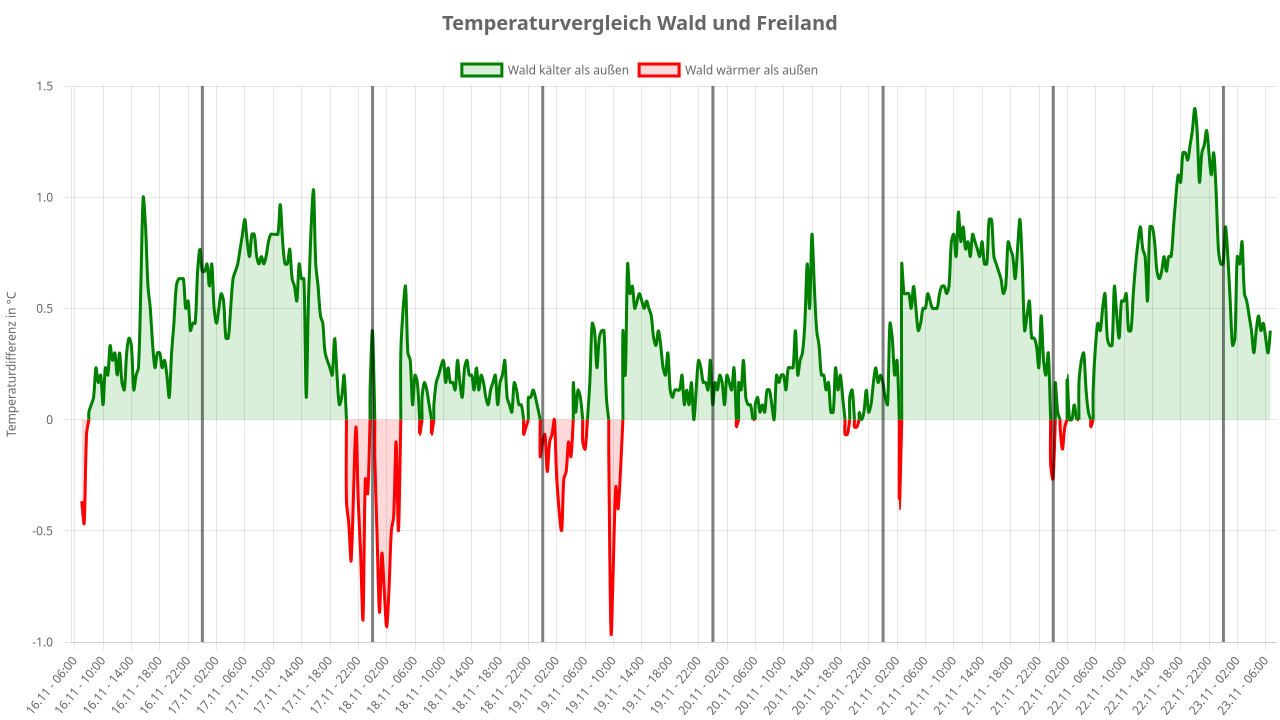 Temperaturvergleich Wald und Freiland
Wald kälter als außen
Wald wärmer als außen
Temperaturdifferenz in °C
1.5
1.0
0.5
0
-0.5
-1.0
16.11 - 06:00
16.11 - 10:00
16.11 - 14:00
16.11 - 18:00
16.11 - 22:00
17.11 - 02:00
17.11 - 06:00
17.11 - 10:00
17.11 - 14:00
17.11 - 18:00
17.11 - 22:00
18.11 - 02:00
18.11 - 06:00
18.11 - 10:00
18.11 - 14:00
18.11 - 18:00
18.11 - 22:00
19.11 - 02:00
19.11 - 06:00
19.11 - 10:00
19.11 - 14:00
19.11 - 18:00
19.11 - 22:00
20.11 - 02:00
20.11 - 06:00
20.11 - 10:00
20.11 - 14:00
20.11 - 18:00
20.11 - 22:00
21.11 - 02:00
21.11 - 06:00
21.11 - 10:00
21.11 - 14:00
21.11 - 18:00
21.11 - 22:00
22.11 - 02:00
22.11 - 06:00
22.11 - 10:00
22.11 - 14:00
22.11 - 18:00
22.11 - 22:00
23.11 - 02:00
23.11 - 06:00